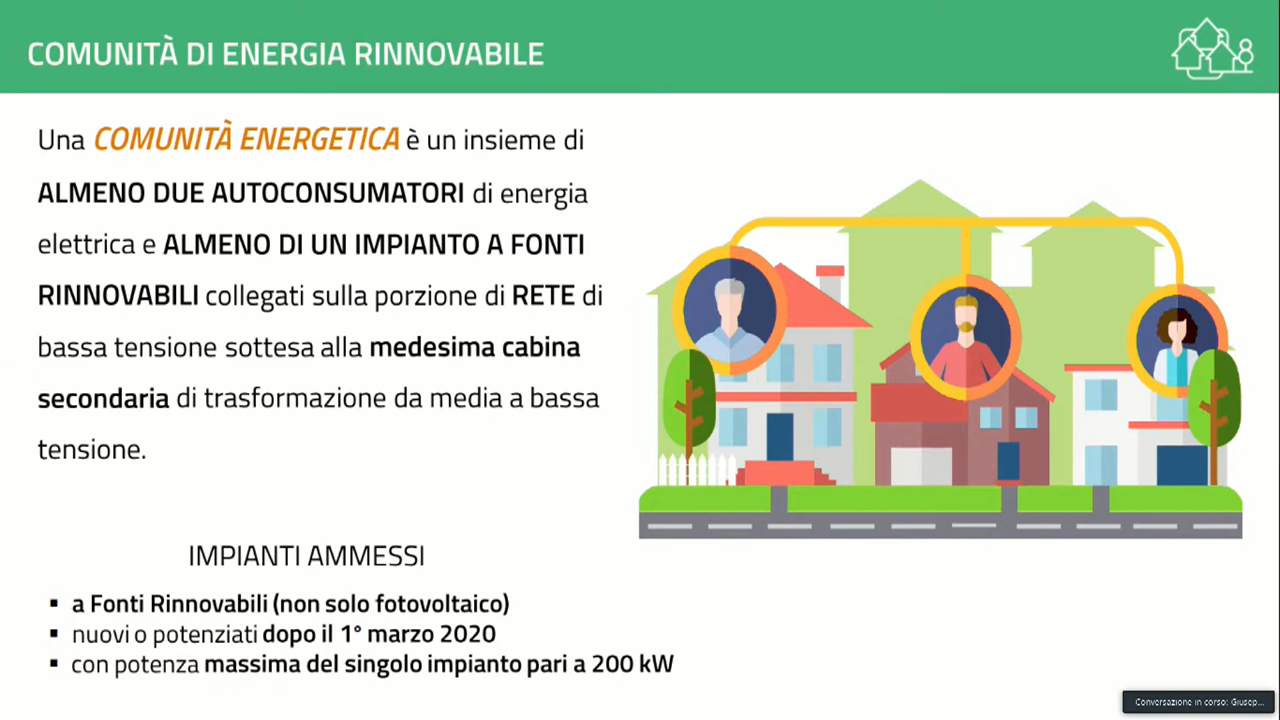 COMUNITÀ DI ENERGIA RINNOVABILE
Una COMUNITÀ ENERGETICA è un insieme di
ALMENO DUE AUTOCONSUMATORI di energia
elettrica e ALMENO DI UN IMPIANTO A FONTI
RINNOVABILI collegati sulla porzione di RETE di
bassa tensione sottesa alla medesima cabina
secondaria di trasformazione da media a bassa
tensione.
IMPIANTI AMMESSI
▪ a Fonti Rinnovabili (non solo fotovoltaico)
▪ nuovi o potenziati dopo il 1° marzo 2020
▪ con potenza massima del singolo impianto pari a 200 kW
Conversazione in corso: Giusep...